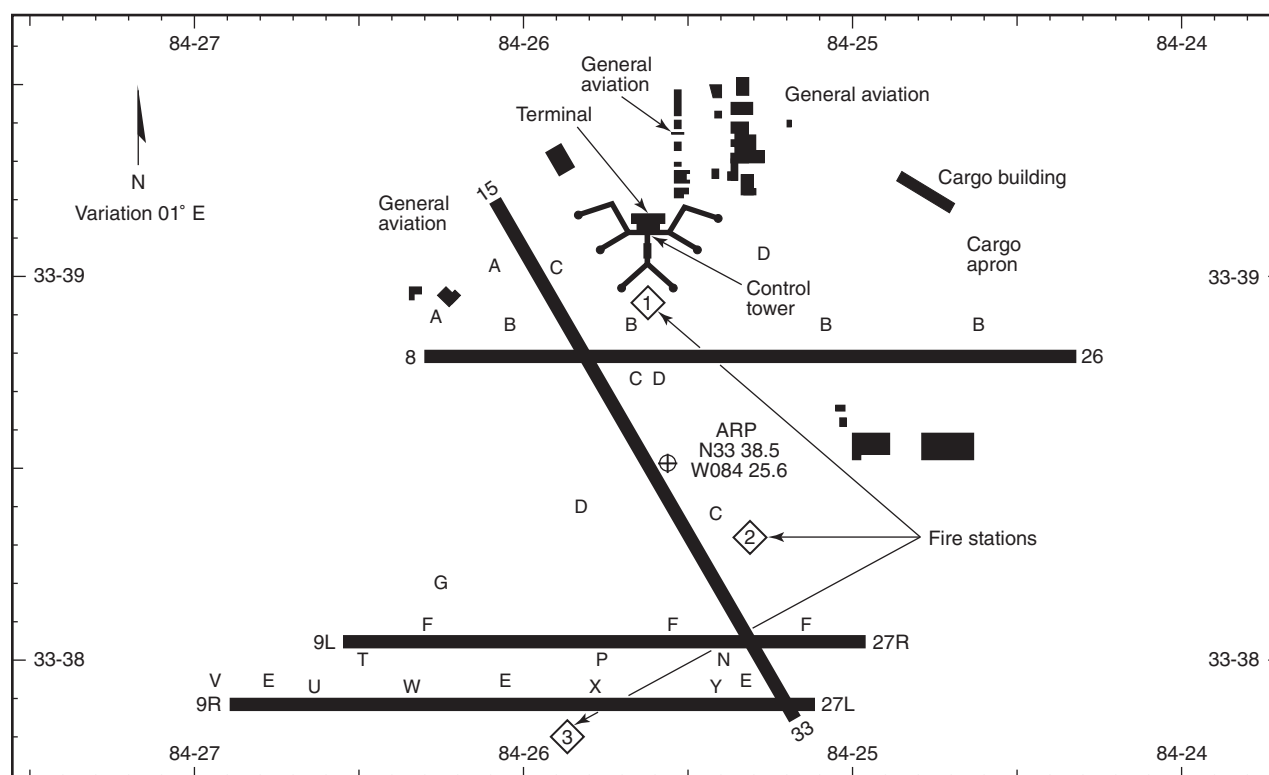 84-27
84-26
84-25
84-24
General
aviation
Terminal
General aviation
N
Variation 01° E
General
aviation
15
Cargo building
Cargo
apron
A
C
D
33-39
33-39
Control
tower
1
A
B
B
B
B
8
26
C
D
ARP
N33 38.5
W084 25.6
D
C
2
Fire stations
G
F
F
F
9L
27R
33-38
33-38
T
P
N
V
E
U
W
E
X
Y
E
9R
27L
33
3
84-27
84-26
84-25
84-24